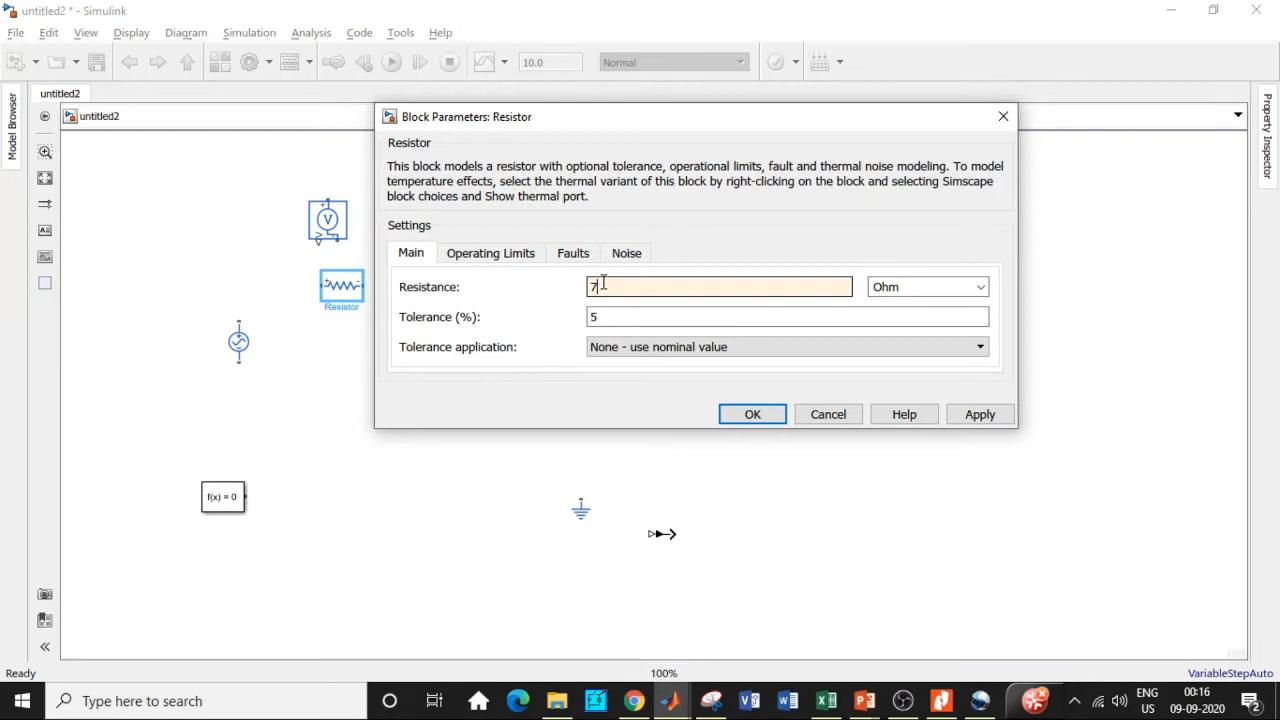 untitled2 * - Simulink
File Edit View Display Diagram Simulation Analysis Code Tools Help
10.0 Normal
untitled2
Model Browser
untitled2
Property Inspector
Block Parameters: Resistor
Resistor
This block models a resistor with optional tolerance, operational limits, fault and thermal noise modeling. To model
temperature effects, select the thermal variant of this block by right-clicking on the block and selecting Simscape
block choices and Show thermal port.
Settings
Main Operating Limits Faults Noise
Resistance: 7 Ohm
Tolerance (%): 5
Tolerance application: None - use nominal value
OK Cancel Help Apply
V
V
Resistor
f(x) = 0
Ready 100% VariableStepAuto
Type here to search
ENG 00:16
US 09-09-2020
2